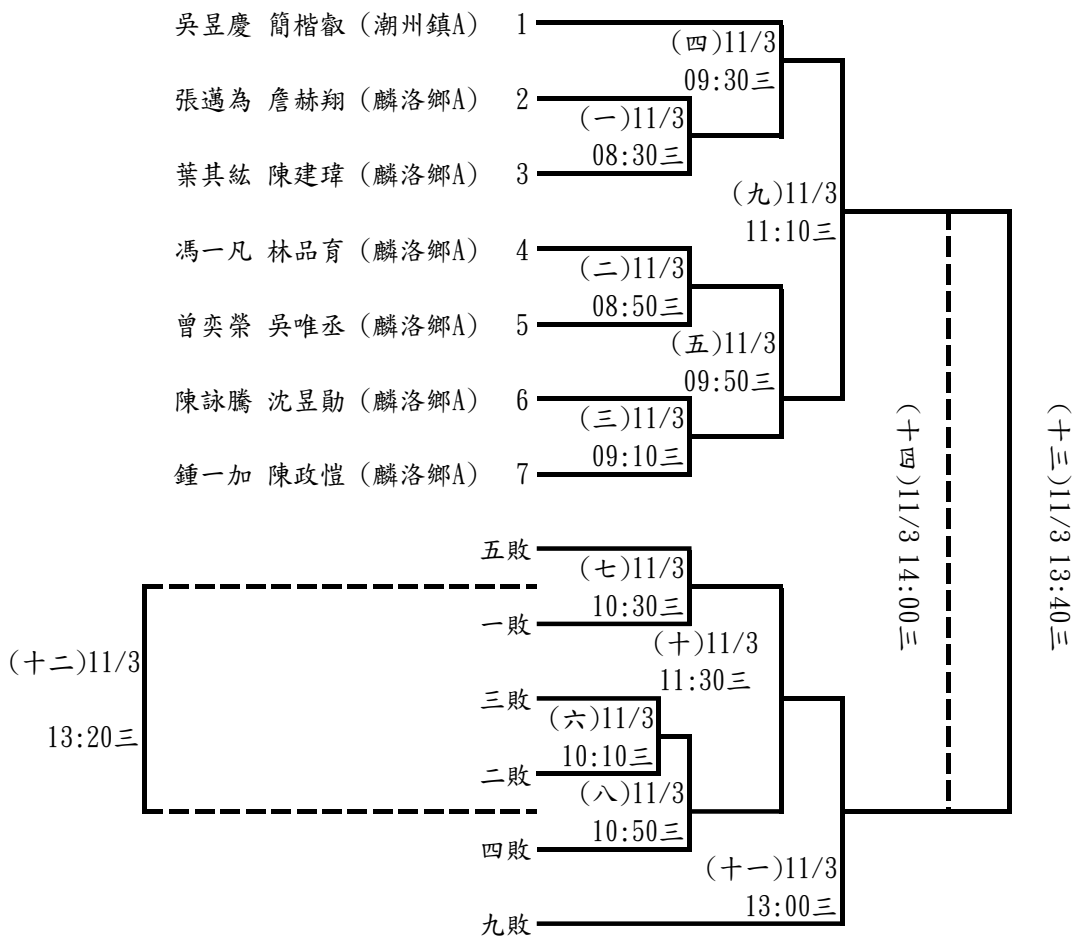 吳昱慶 簡楷叡 (潮州鎮A) 1
(四)11/3
09:30三
張邁為 詹赫翔 (麟洛鄉A) 2
(一)11/3
08:30三
葉其紘 陳建瑋 (麟洛鄉A) 3
(九)11/3
11:10三
馮一凡 林品育 (麟洛鄉A) 4
(二)11/3
08:50三
曾奕榮 吳唯丞 (麟洛鄉A) 5
(五)11/3
09:50三
陳詠騰 沈昱勛 (麟洛鄉A) 6
(三)11/3
09:10三
鍾一加 陳政愷 (麟洛鄉A) 7
(十四)11/3 14:00三
(十三)11/3 13:40三
五敗
(七)11/3
10:30三
一敗
(十)11/3
11:30三
(十二)11/3
13:20三
三敗
(六)11/3
10:10三
二敗
(八)11/3
10:50三
四敗
(十一)11/3
13:00三
九敗